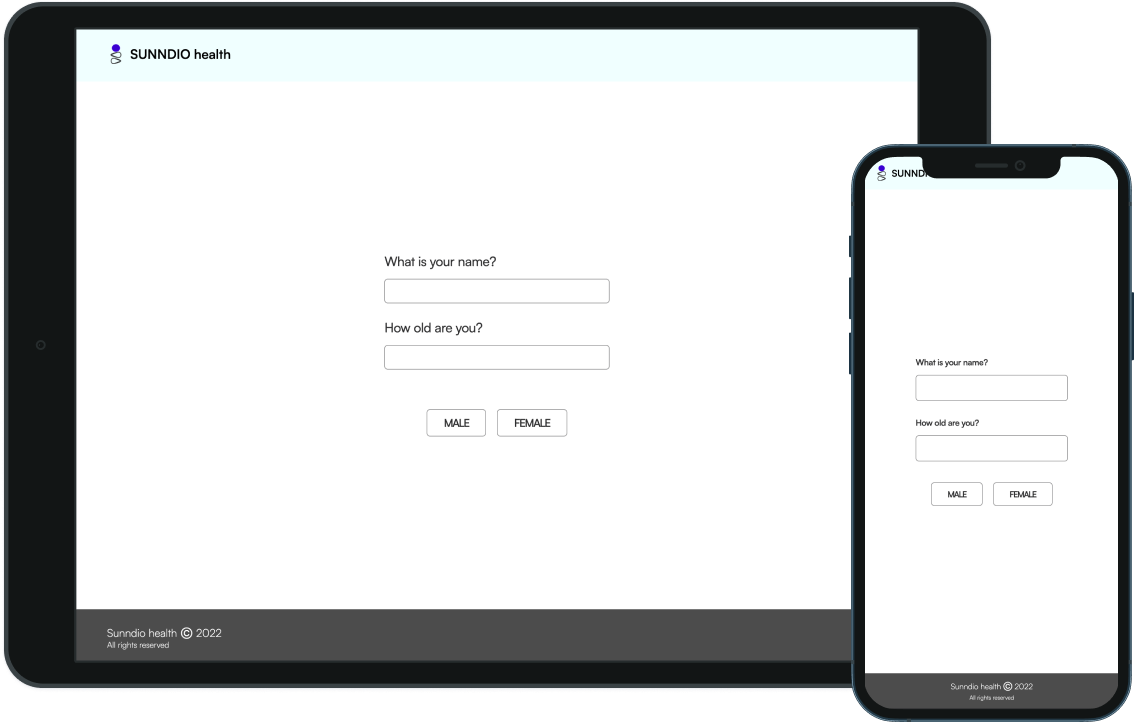 SUNNDIO health
What is your name?
How old are you?
MALE FEMALE
Sunndio health © 2022
All rights reserved
SUNND
What is your name?
How old are you?
MALE FEMALE
Sunndio health © 2022
All rights reserved